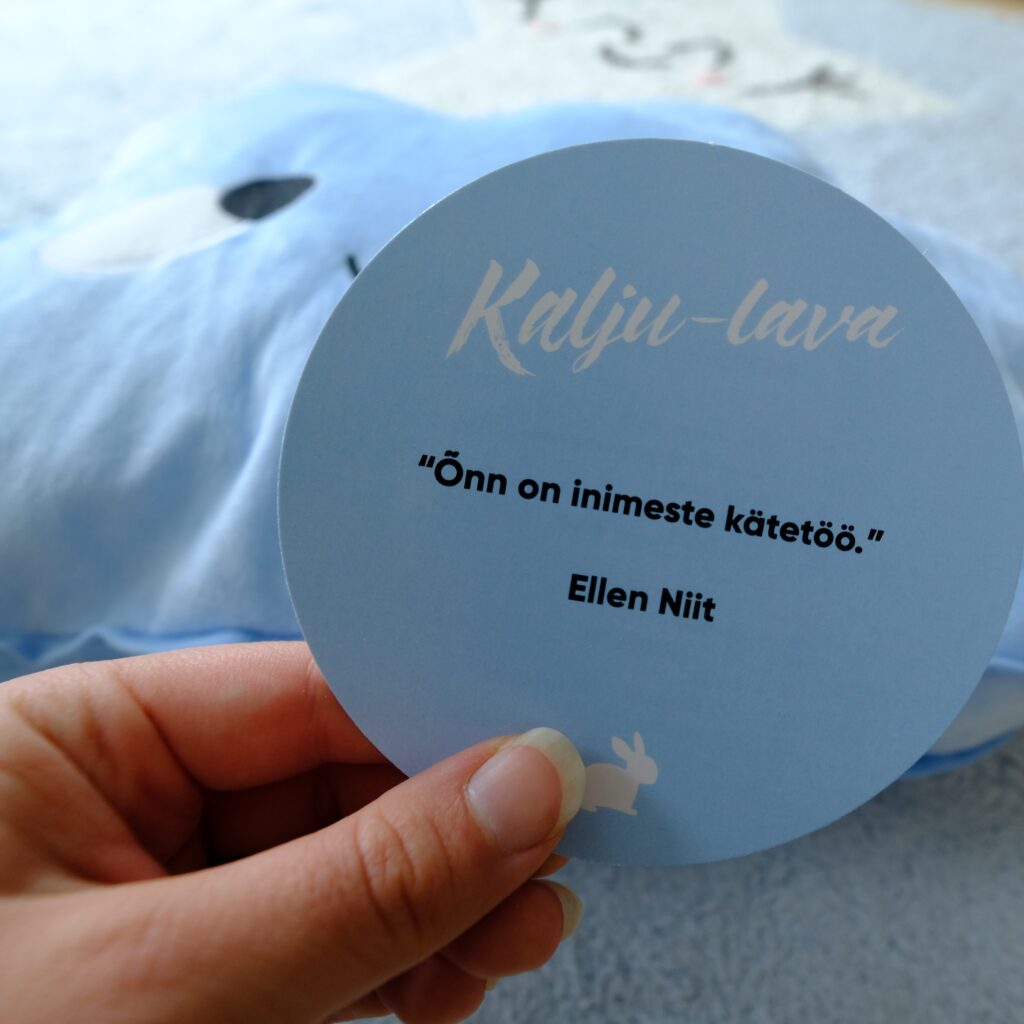 Kalju-lava
“Õnn on inimeste kätetöö.”
Ellen Niit